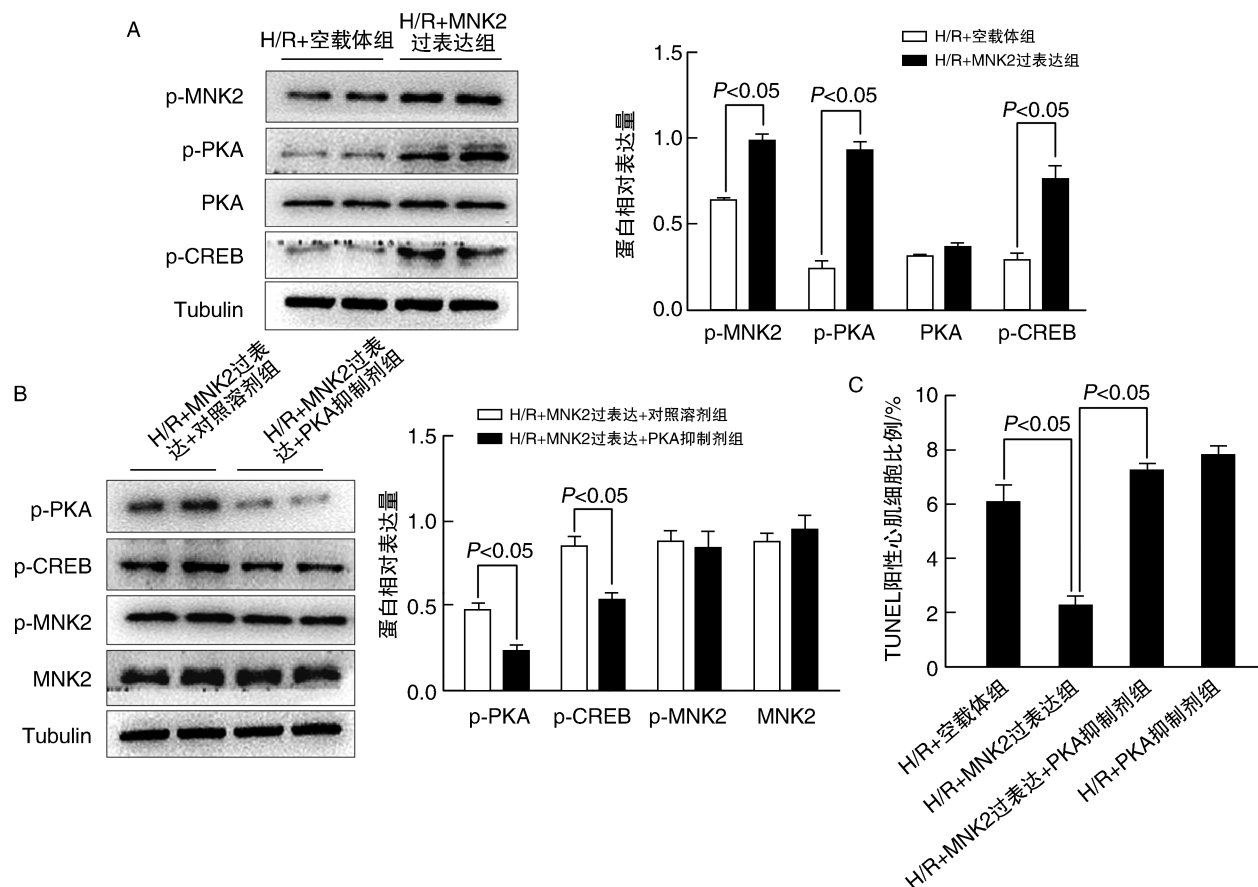 A
H/R+空载体组
H/R+MNK2
过表达组
p-MNK2
p-PKA
PKA
p-CREB
Tubulin
H/R+空载体组
H/R+MNK2过表达组
蛋白相对表达量
1.5
1.0
0.5
0.0
P<0.05
P<0.05
P<0.05
p-MNK2
p-PKA
PKA
p-CREB
B
H/R+MNK2过表
达+对照溶剂组
H/R+MNK2过表
达+PKA抑制剂组
p-PKA
p-CREB
p-MNK2
MNK2
Tubulin
H/R+MNK2过表达+对照溶剂组
H/R+MNK2过表达+PKA抑制剂组
蛋白相对表达量
1.5
1.0
0.5
0.0
P<0.05
P<0.05
p-PKA
p-CREB
p-MNK2
MNK2
C
TUNEL阳性心肌细胞比例/%
10
8
6
4
2
0
P<0.05
P<0.05
H/R+空载体组
H/R+MNK2过表达组
H/R+MNK2过表达+PKA抑制剂组
H/R+PKA抑制剂组